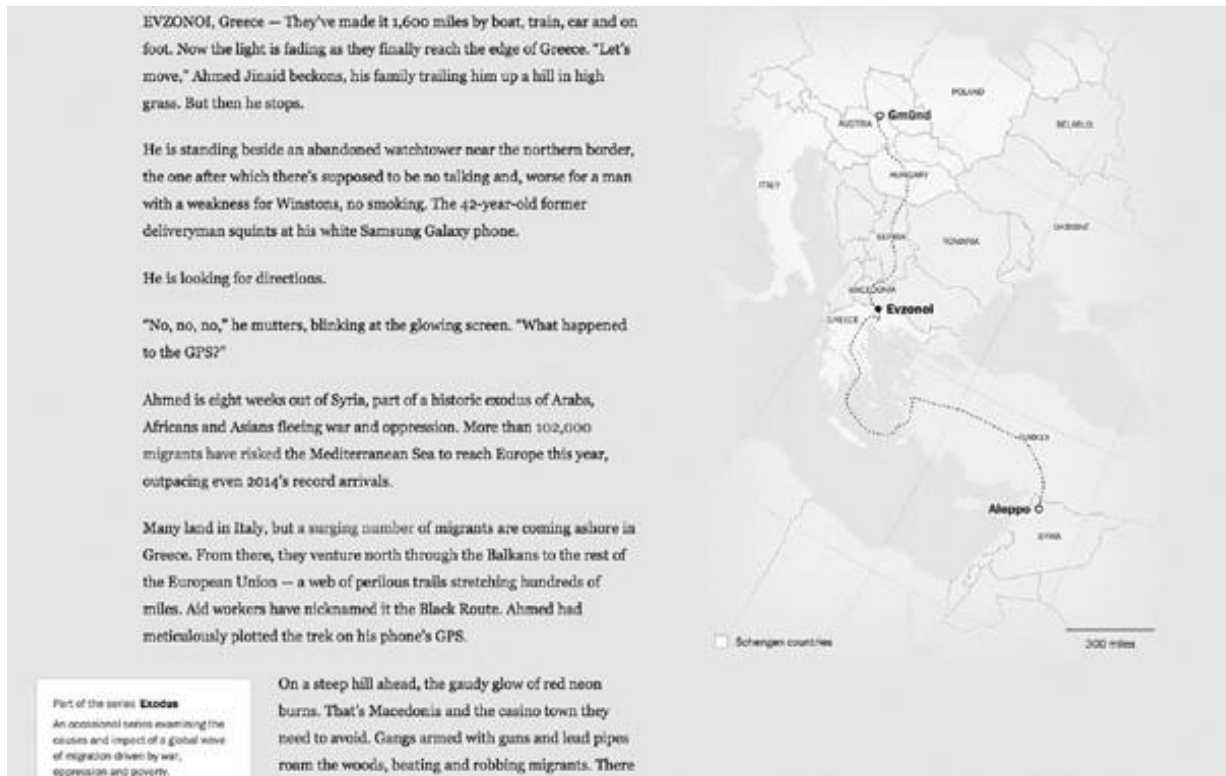 EVZONOI, Greece — They've made it 1,600 miles by boat, train, car and on
foot. Now the light is fading as they finally reach the edge of Greece. "Let's
move," Ahmed Jinaid beckons, his family trailing him up a hill in high
grass. But then he stops.
He is standing beside an abandoned watchtower near the northern border,
the one after which there's supposed to be no talking and, worse for a man
with a weakness for Winstons, no smoking. The 42-year-old former
deliveryman squints at his white Samsung Galaxy phone.
He is looking for directions.
"No, no, no," he mutters, blinking at the glowing screen. "What happened
to the GPS?"
Ahmed is eight weeks out of Syria, part of a historic exodus of Arabs,
Africans and Asians fleeing war and oppression. More than 102,000
migrants have risked the Mediterranean Sea to reach Europe this year,
outpacing even 2014's record arrivals.
Many land in Italy, but a surging number of migrants are coming ashore in
Greece. From there, they venture north through the Balkans to the rest of
the European Union — a web of perilous trails stretching hundreds of
miles. Aid workers have nicknamed it the Black Route. Ahmed had
meticulously plotted the trek on his phone's GPS.
On a steep hill ahead, the gaudy glow of red neon
burns. That's Macedonia and the casino town they
need to avoid. Gangs armed with guns and lead pipes
roam the woods, beating and robbing migrants. There
Part of the series Exodus
An occasional series examining the
causes and impact of a global wave
of migration driven by war,
oppression and poverty.
POLAND
Gmünd
AUSTRIA
BELARUS
HUNGARY
ITALY
UKRAINE
SERBIA
ROMANIA
MACEDONIA
Evzonoi
GREECE
TURKEY
Aleppo
SYRIA
Schengen countries
300 miles